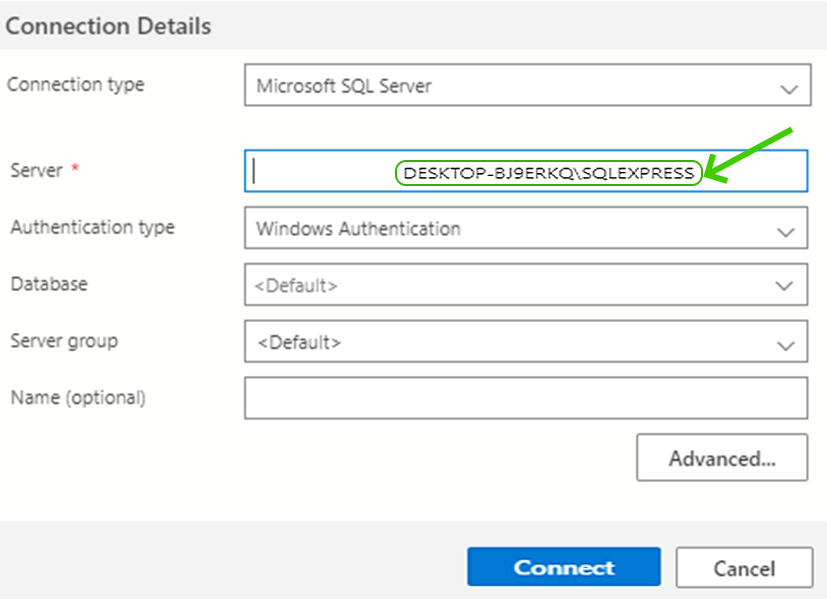 Connection Details
Connection type Microsoft SQL Server
Server * DESKTOP-BJ9ERKQ\SQLEXPRESS
Authentication type Windows Authentication
Database <Default>
Server group <Default>
Name (optional)
Advanced...
Connect Cancel